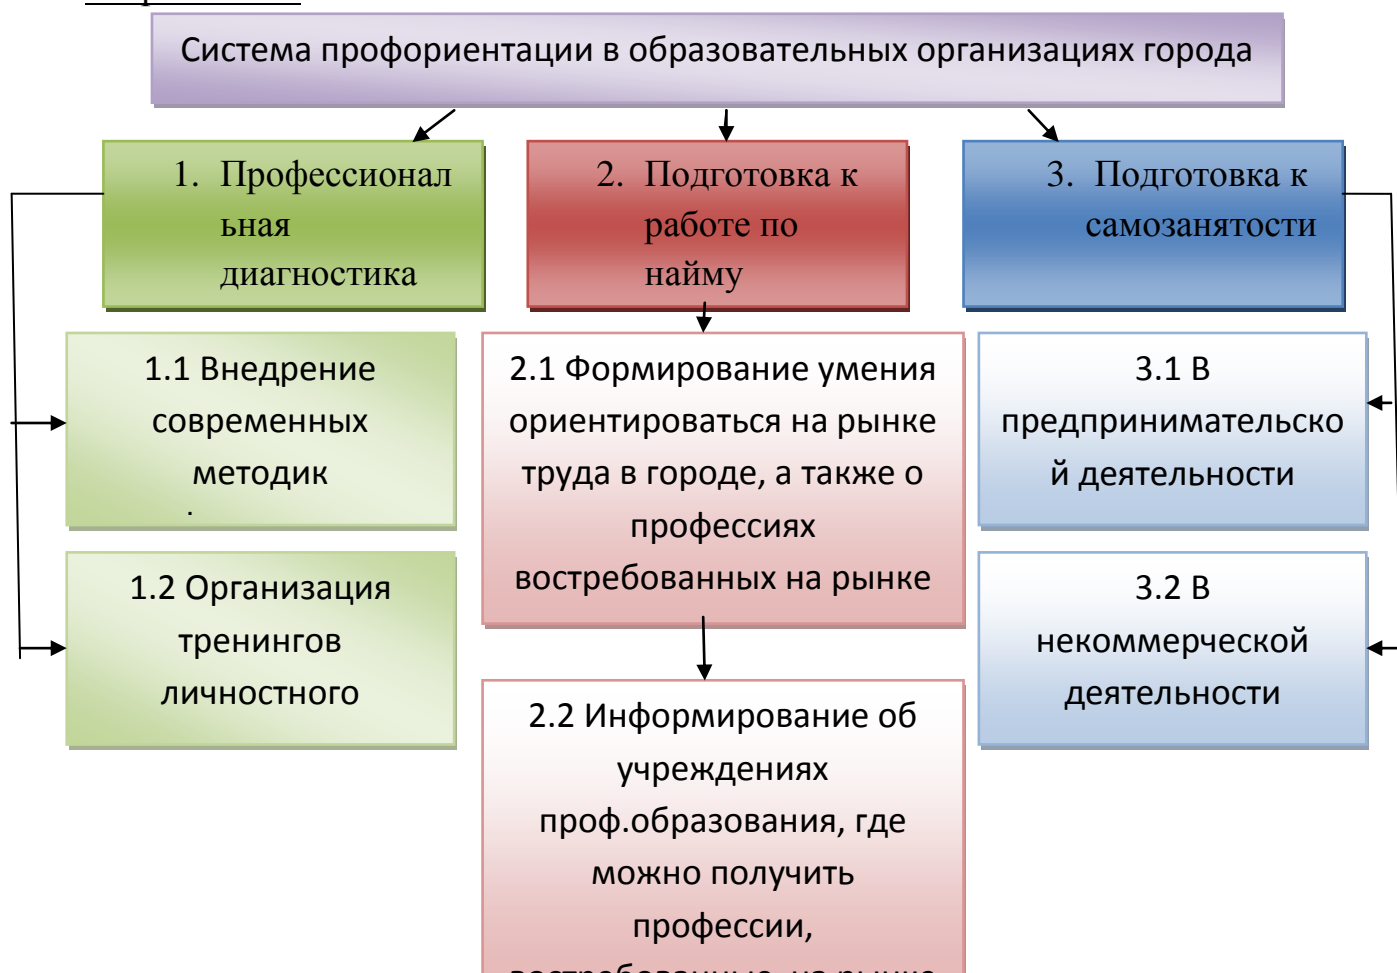 Система профориентации в образовательных организациях города
1. Профессионал
ьная
диагностика
2. Подготовка к
работе по
найму
3. Подготовка к
самозанятости
1.1 Внедрение
современных
методик
1.2 Организация
тренингов
личностного
2.1 Формирование умения
ориентироваться на рынке
труда в городе, а также о
профессиях
востребованных на рынке
2.2 Информирование об
учреждениях
проф.образования, где
можно получить
профессии,
востребованные на рынке
3.1 В
предпринимательско
й деятельности
3.2 В
некоммерческой
деятельности